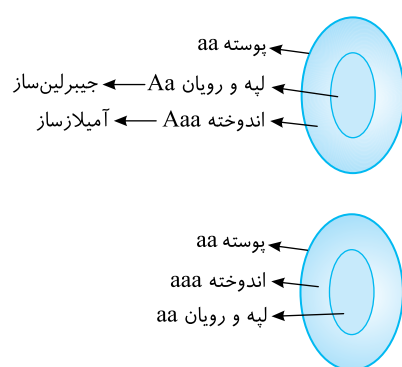 پوسته aa
لپه و رویان Aa ← جیبرلین‌ساز
اندوخته Aaa ← آمیلازساز
پوسته aa
اندوخته aaa
لپه و رویان aa